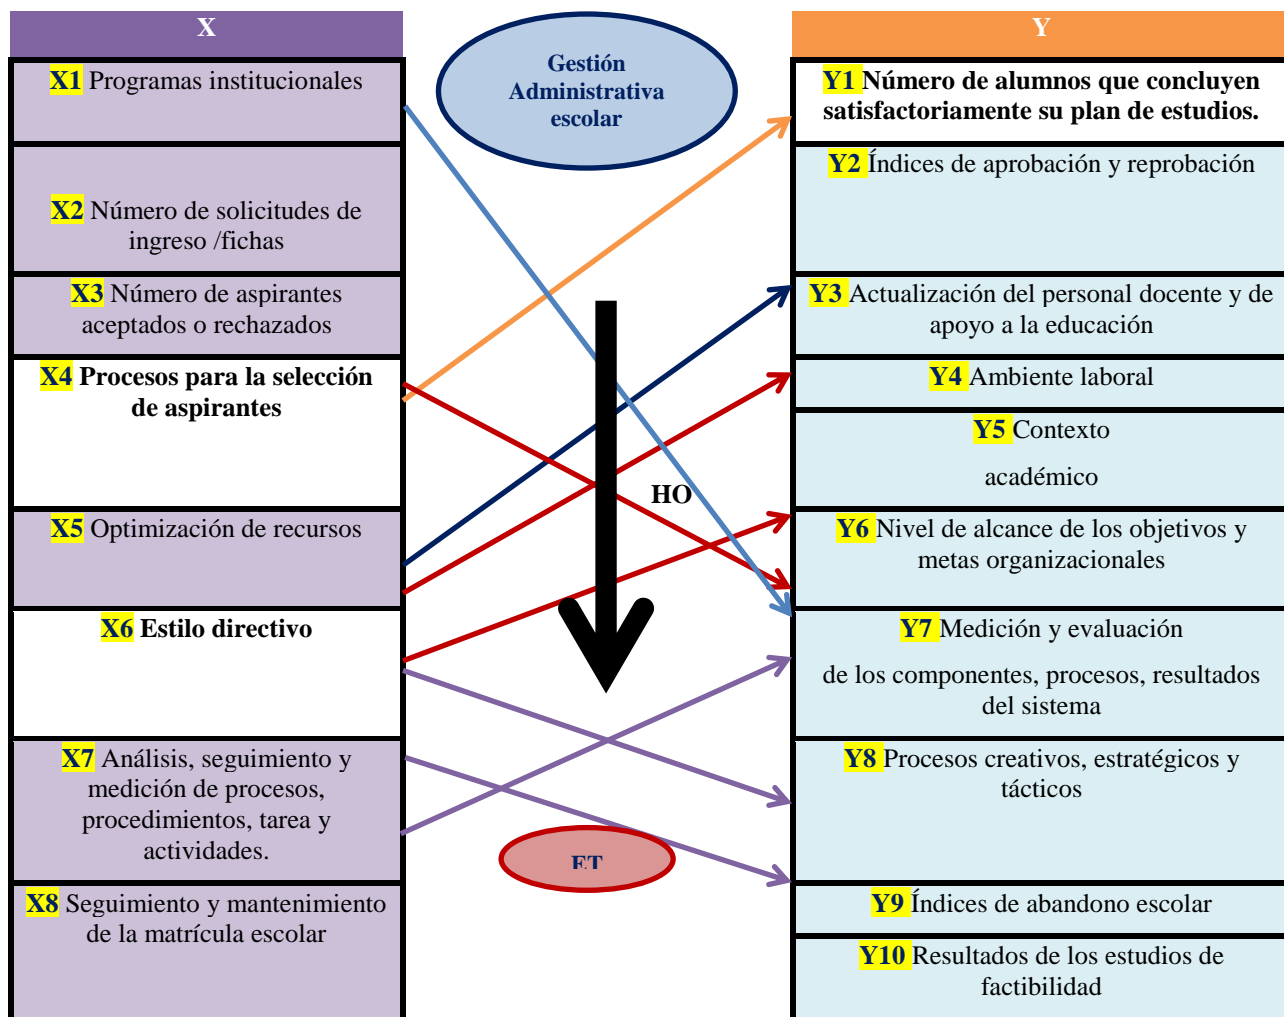 X
X1 Programas institucionales
X2 Número de solicitudes de
ingreso /fichas
X3 Número de aspirantes
aceptados o rechazados
X4 Procesos para la selección
de aspirantes
X5 Optimización de recursos
X6 Estilo directivo
X7 Análisis, seguimiento y
medición de procesos,
procedimientos, tarea y
actividades.
X8 Seguimiento y mantenimiento
de la matrícula escolar
Gestión
Administrativa
escolar
HO
ET
Y
Y1 Número de alumnos que concluyen
satisfactoriamente su plan de estudios.
Y2 Índices de aprobación y reprobación
Y3 Actualización del personal docente y de
apoyo a la educación
Y4 Ambiente laboral
Y5 Contexto
académico
Y6 Nivel de alcance de los objetivos y
metas organizacionales
Y7 Medición y evaluación
de los componentes, procesos, resultados
del sistema
Y8 Procesos creativos, estratégicos y
tácticos
Y9 Índices de abandono escolar
Y10 Resultados de los estudios de
factibilidad